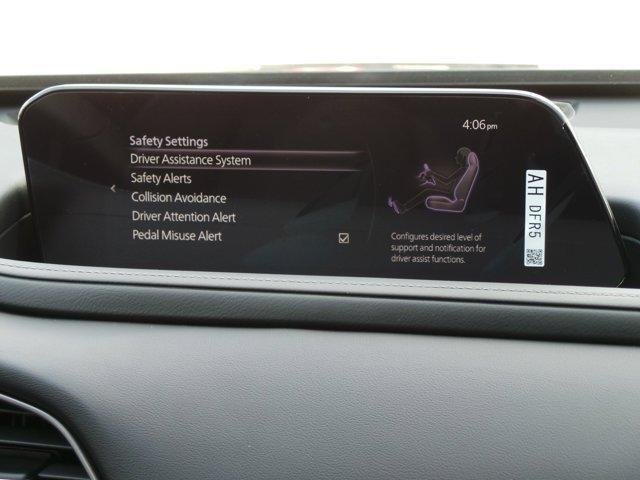 4:06pm
Safety Settings
Driver Assistance System
Safety Alerts
Collision Avoidance
Driver Attention Alert
Pedal Misuse Alert
Configures desired level of
support and notification for
driver assist functions.
AH DFR5